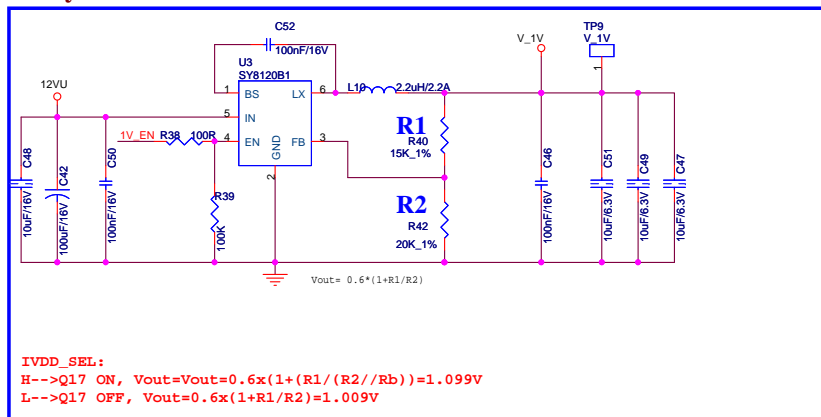 C52
100nF/16V
V_1V
TP9
V_1V
U3
SY8120B1
12VU
1 BS LX 6
L10 2.2uH/2.2A
1
5 IN
1V_EN R38 100R 4 EN FB 3
GND
2
R1
R40
15K_1%
R2
R42
20K_1%
C48
10uF/16V
C42
100uF/16V
C50
100nF/16V
R39
100K
C46
100nF/16V
C51
10uF/6.3V
C49
10uF/6.3V
C47
10uF/6.3V
Vout= 0.6*(1+R1/R2)
IVDD_SEL:
H-->Q17 ON, Vout=Vout=0.6x(1+(R1/(R2//Rb))=1.099V
L-->Q17 OFF, Vout=0.6x(1+R1/R2)=1.009V